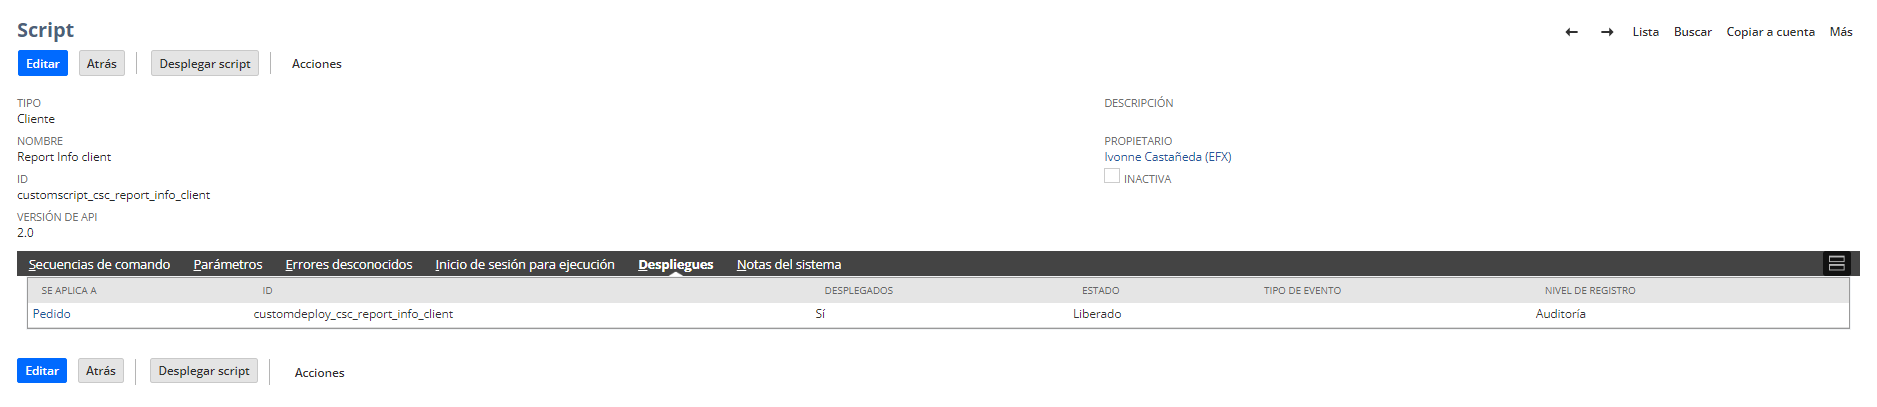 Script
Lista Buscar Copiar a cuenta Más
Editar Atrás Desplegar script Acciones
TIPO
Cliente
NOMBRE
Report Info client
ID
customscript_csc_report_info_client
VERSIÓN DE API
2.0
DESCRIPCIÓN
PROPIETARIO
Ivonne Castañeda (EFX)
INACTIVA
Secuencias de comando Parámetros Errores desconocidos Inicio de sesión para ejecución Despliegues Notas del sistema
SE APLICA A ID DESPLEGADOS ESTADO TIPO DE EVENTO NIVEL DE REGISTRO
Pedido customdeploy_csc_report_info_client Sí Liberado Auditoría
Editar Atrás Desplegar script Acciones